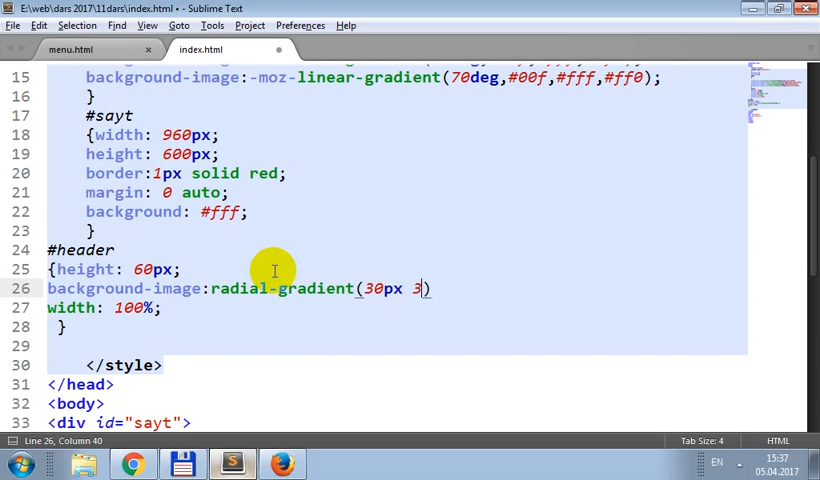 E:\web\dars 2017\11dars\index.html • - Sublime Text
File Edit Selection Find View Goto Tools Project Preferences Help
menu.html × index.html
15 background-image:-moz-linear-gradient(70deg,#00f,#fff,#ff0);
16 }
17 #sayt
18 {width: 960px;
19 height: 600px;
20 border:1px solid red;
21 margin: 0 auto;
22 background: #fff;
23 }
24 #header
25 {height: 60px;
26 background-image:radial-gradient(30px 3)
27 width: 100%;
28 }
29
30 </style>
31 </head>
32 <body>
33 <div id="sayt">
Line 26, Column 40 Tab Size: 4 HTML
EN 15:37
05.04.2017